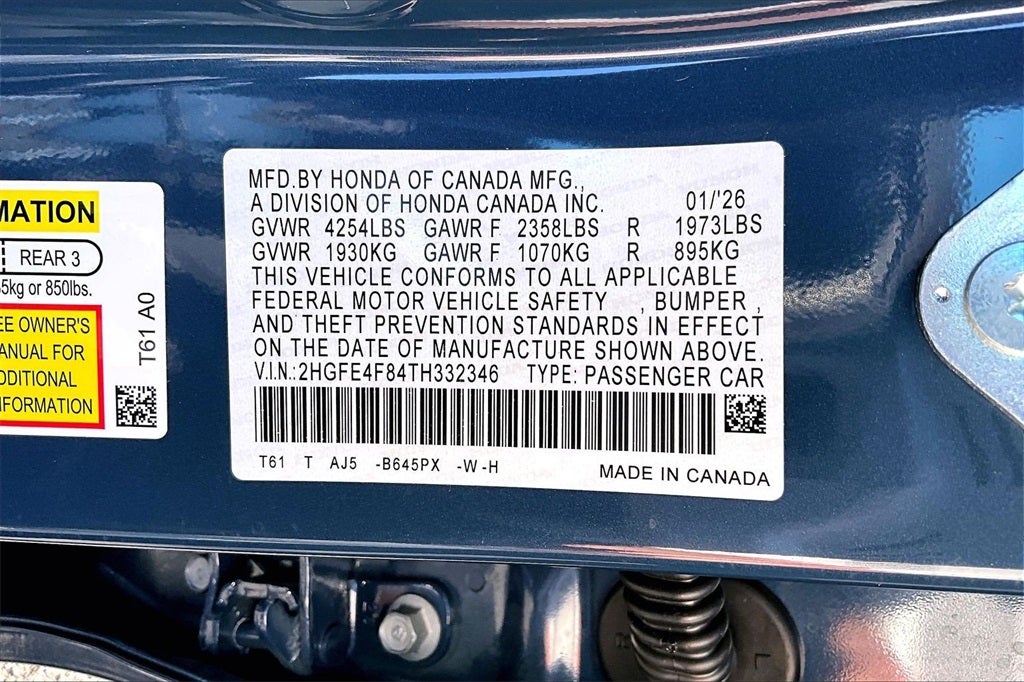 MATION
REAR 3
5kg or 850lbs.
EE OWNER'S
ANUAL FOR
DDITIONAL
NFORMATION
T61 A0
MFD.BY HONDA OF CANADA MFG.,
A DIVISION OF HONDA CANADA INC. 01/'26
GVWR 4254LBS GAWR F 2358LBS R 1973LBS
GVWR 1930KG GAWR F 1070KG R 895KG
THIS VEHICLE CONFORMS TO ALL APPLICABLE
FEDERAL MOTOR VEHICLE SAFETY , BUMPER ,
AND THEFT PREVENTION STANDARDS IN EFFECT
ON THE DATE OF MANUFACTURE SHOWN ABOVE.
V.I.N.:2HGFE4F84TH332346 TYPE: PASSENGER CAR
T61 T AJ5 -B645PX -W-H MADE IN CANADA
L